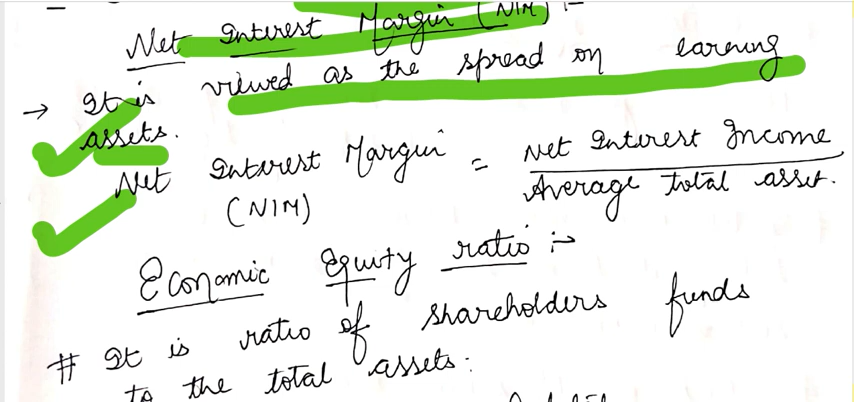 Net Interest Margin (NIM) :-
→ It is viewed as the spread on earning
assets.
Net Interest Margin = Net Interest Income
(NIM) Average total asset.
Economic Equity ratio :-
# It is ratio of shareholders funds
to the total assets: